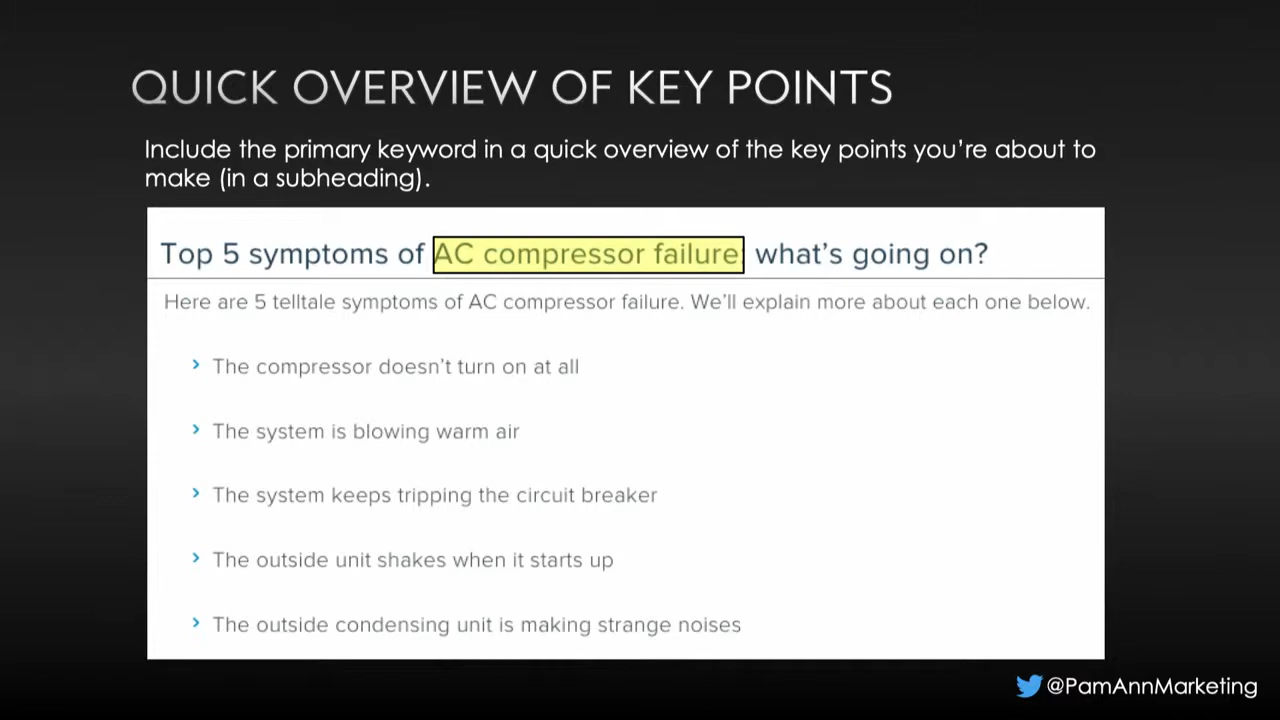 QUICK OVERVIEW OF KEY POINTS
Include the primary keyword in a quick overview of the key points you're about to
make (in a subheading).
Top 5 symptoms of AC compressor failure: what's going on?
Here are 5 telltale symptoms of AC compressor failure. We'll explain more about each one below.
› The compressor doesn't turn on at all
› The system is blowing warm air
› The system keeps tripping the circuit breaker
› The outside unit shakes when it starts up
› The outside condensing unit is making strange noises
@PamAnnMarketing